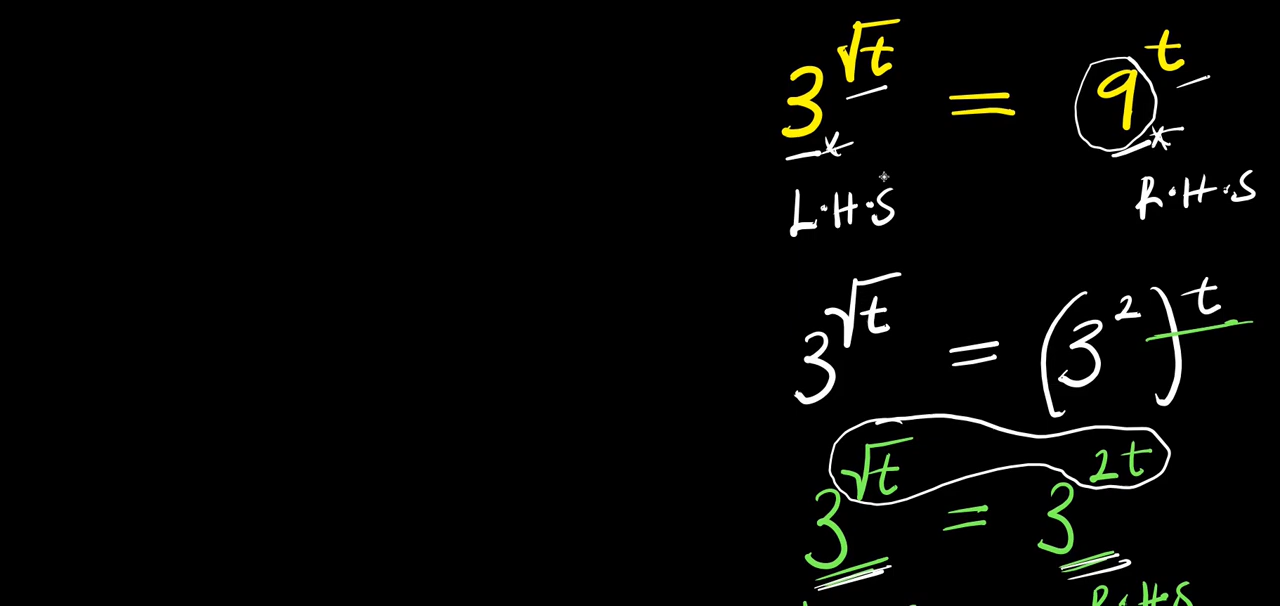 3^√t = 9^t
L.H.S R.H.S
3^√t = (3^2)^t
3^√t = 3^2t
R.H.S